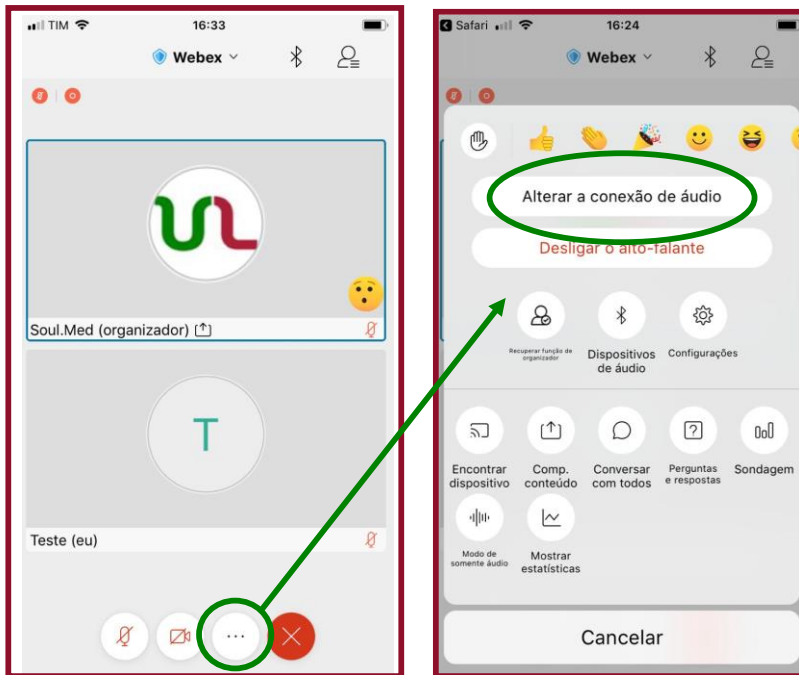 TIM 16:33
Webex
Soul.Med (organizador)
T
Teste (eu)
Safari 16:24
Webex
Alterar a conexão de áudio
Desligar o alto-falante
Recuperar função de
organizador
Dispositivos
de áudio
Configurações
Encontrar
dispositivo
Comp.
conteúdo
Conversar
com todos
Perguntas
e respostas
Sondagem
Modo de
somente áudio
Mostrar
estatísticas
Cancelar